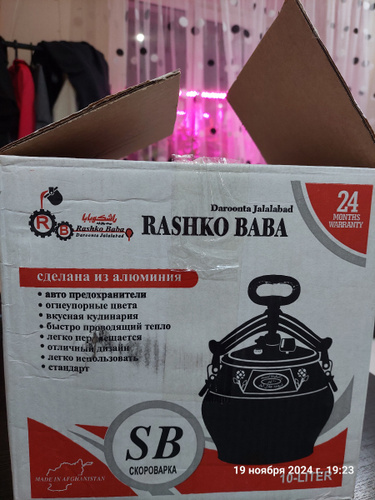 Daroonta Jalalabad
RASHKO BABA
24
MONTHS
WARRANTY
R B
راشکوبابا
Rashko Baba
Daroonta Jalalabad
сделана из алюминия
• авто предохранители
• огнеупорные цвета
• вкусная кулинария
• быстро проводящий тепло
• легко перемещается
• отличный дизайн
• легко использовать
• стандарт
SB
СКОРОВАРКА
MADE IN AFGHANISTAN
10-LITER
19 ноября 2024 г. 19:23